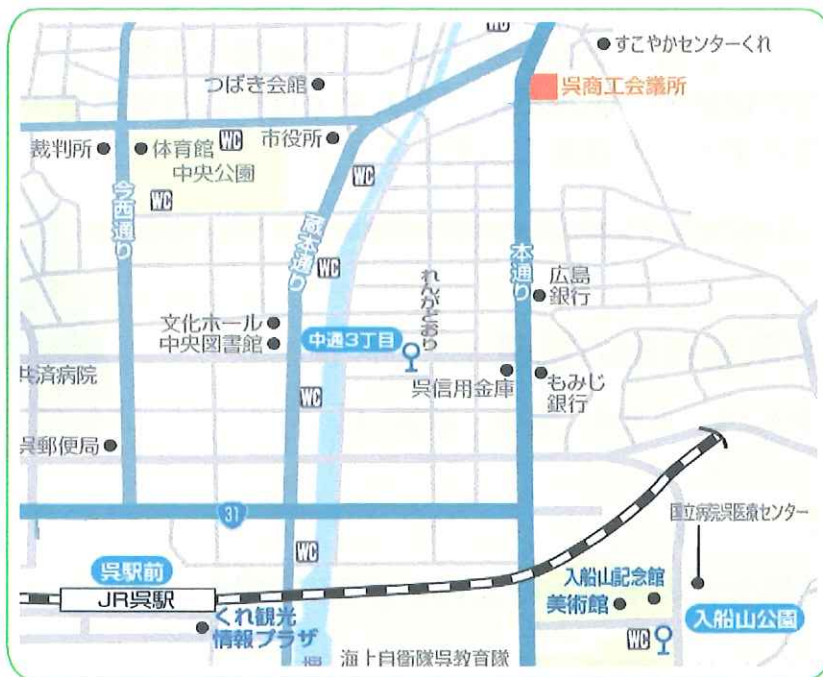 WC
すこやかセンターくれ
つばき会館
呉商工会議所
裁判所
体育館
WC
市役所
中央公園
WC
WC
今西通り
蔵本通り
WC
れんがどおり
本通り
広島
銀行
文化ホール
中央図書館
中通3丁目
共済病院
WC
呉信用金庫
もみじ
銀行
呉郵便局
31
国立病院呉医療センター
WC
呉駅前
JR呉駅
入船山記念館
美術館
入船山公園
くれ観光
情報プラザ
WC
海上自衛隊呉教育隊